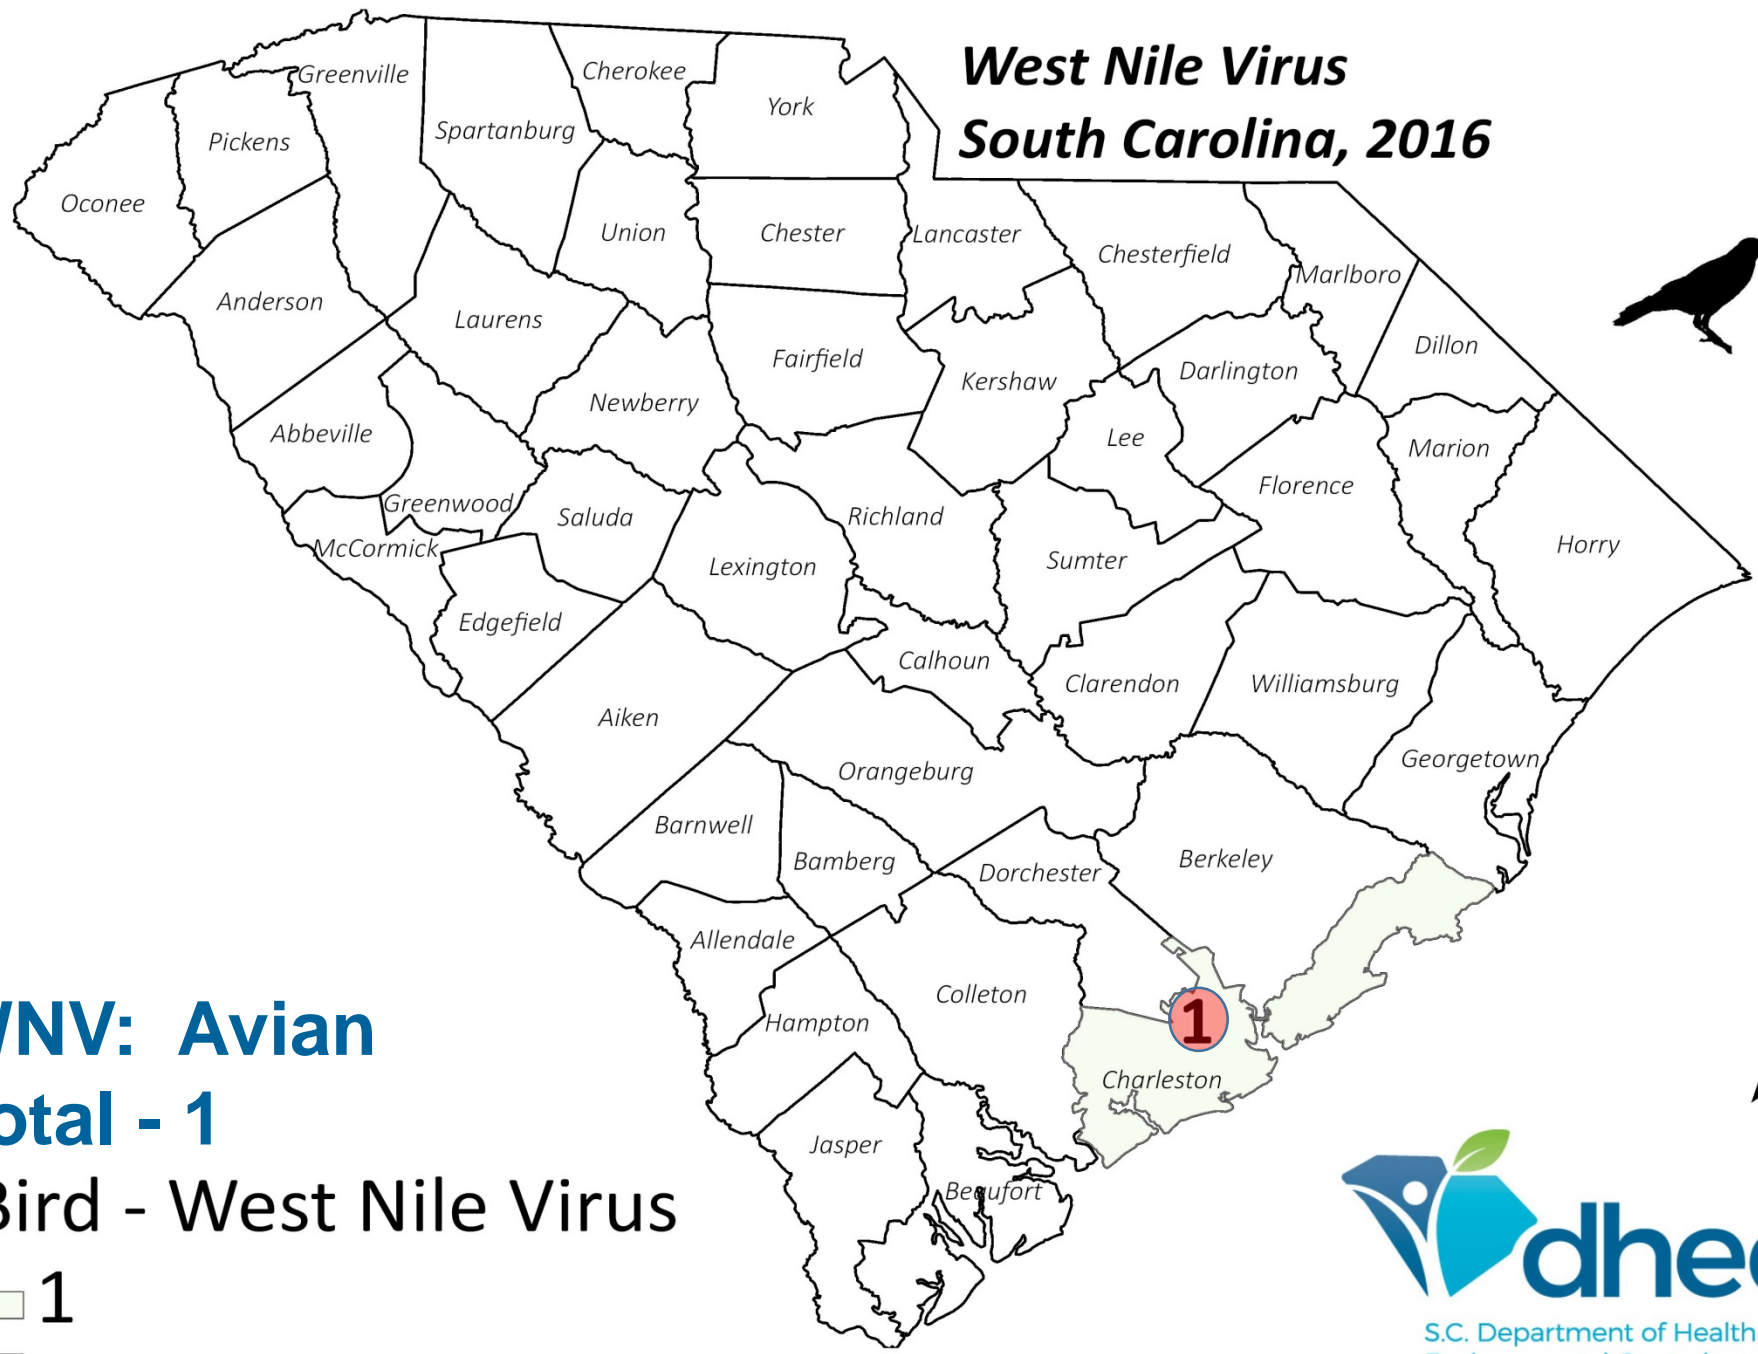 West Nile Virus
South Carolina, 2016
Greenville
Cherokee
York
Spartanburg
Pickens
Oconee
Union
Chester
Lancaster
Chesterfield
Marlboro
Anderson
Laurens
Dillon
Fairfield
Kershaw
Darlington
Newberry
Abbeville
Lee
Marion
Florence
Greenwood
Saluda
Richland
McCormick
Lexington
Sumter
Horry
Edgefield
Calhoun
Clarendon
Williamsburg
Aiken
Orangeburg
Georgetown
Barnwell
Bamberg
Dorchester
Berkeley
Allendale
Colleton
Hampton
1
Charleston
Jasper
Beaufort
WNV: Avian
otal - 1
Bird - West Nile Virus
1
dhec
S.C. Department of Health